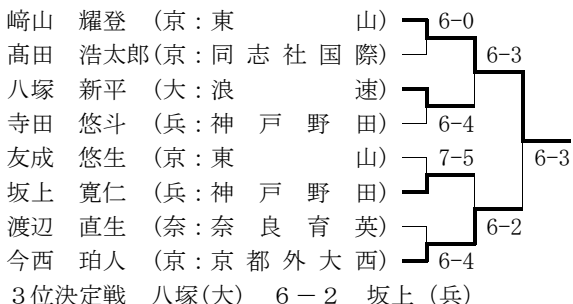 﨑山 耀登 (京：東 山) 6-0
髙田 浩太郎(京：同 志 社 国 際) 6-3
八塚 新平 (大：浪 速)
寺田 悠斗 (兵：神 戸 野 田) 6-4
友成 悠生 (京：東 山) 7-5 6-3
坂上 寛仁 (兵：神 戸 野 田)
渡辺 直生 (奈：奈 良 育 英) 6-2
今西 珀人 (京：京 都 外 大 西) 6-4
３位決定戦 八塚(大) ６－２ 坂上 (兵)